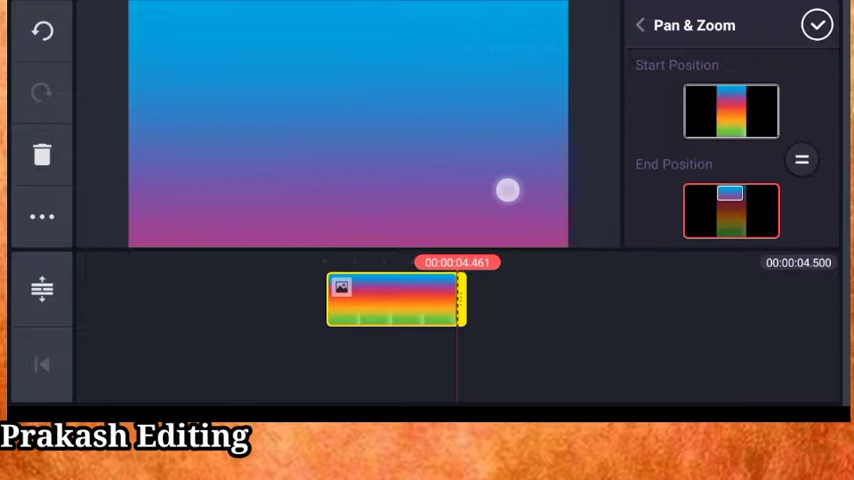 Pan & Zoom
Start Position
End Position
00:00:04.461
00:00:04.500
Prakash Editing